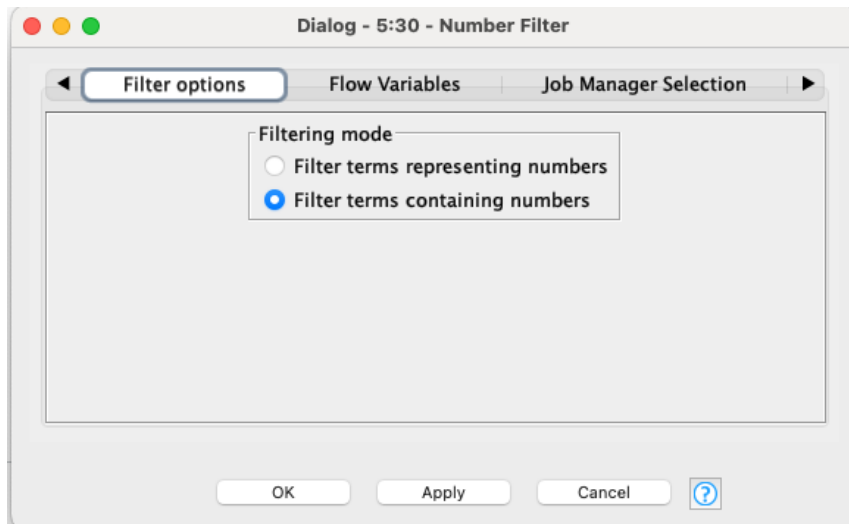 Dialog - 5:30 - Number Filter
Filter options Flow Variables Job Manager Selection
Filtering mode
Filter terms representing numbers
Filter terms containing numbers
OK Apply Cancel ?